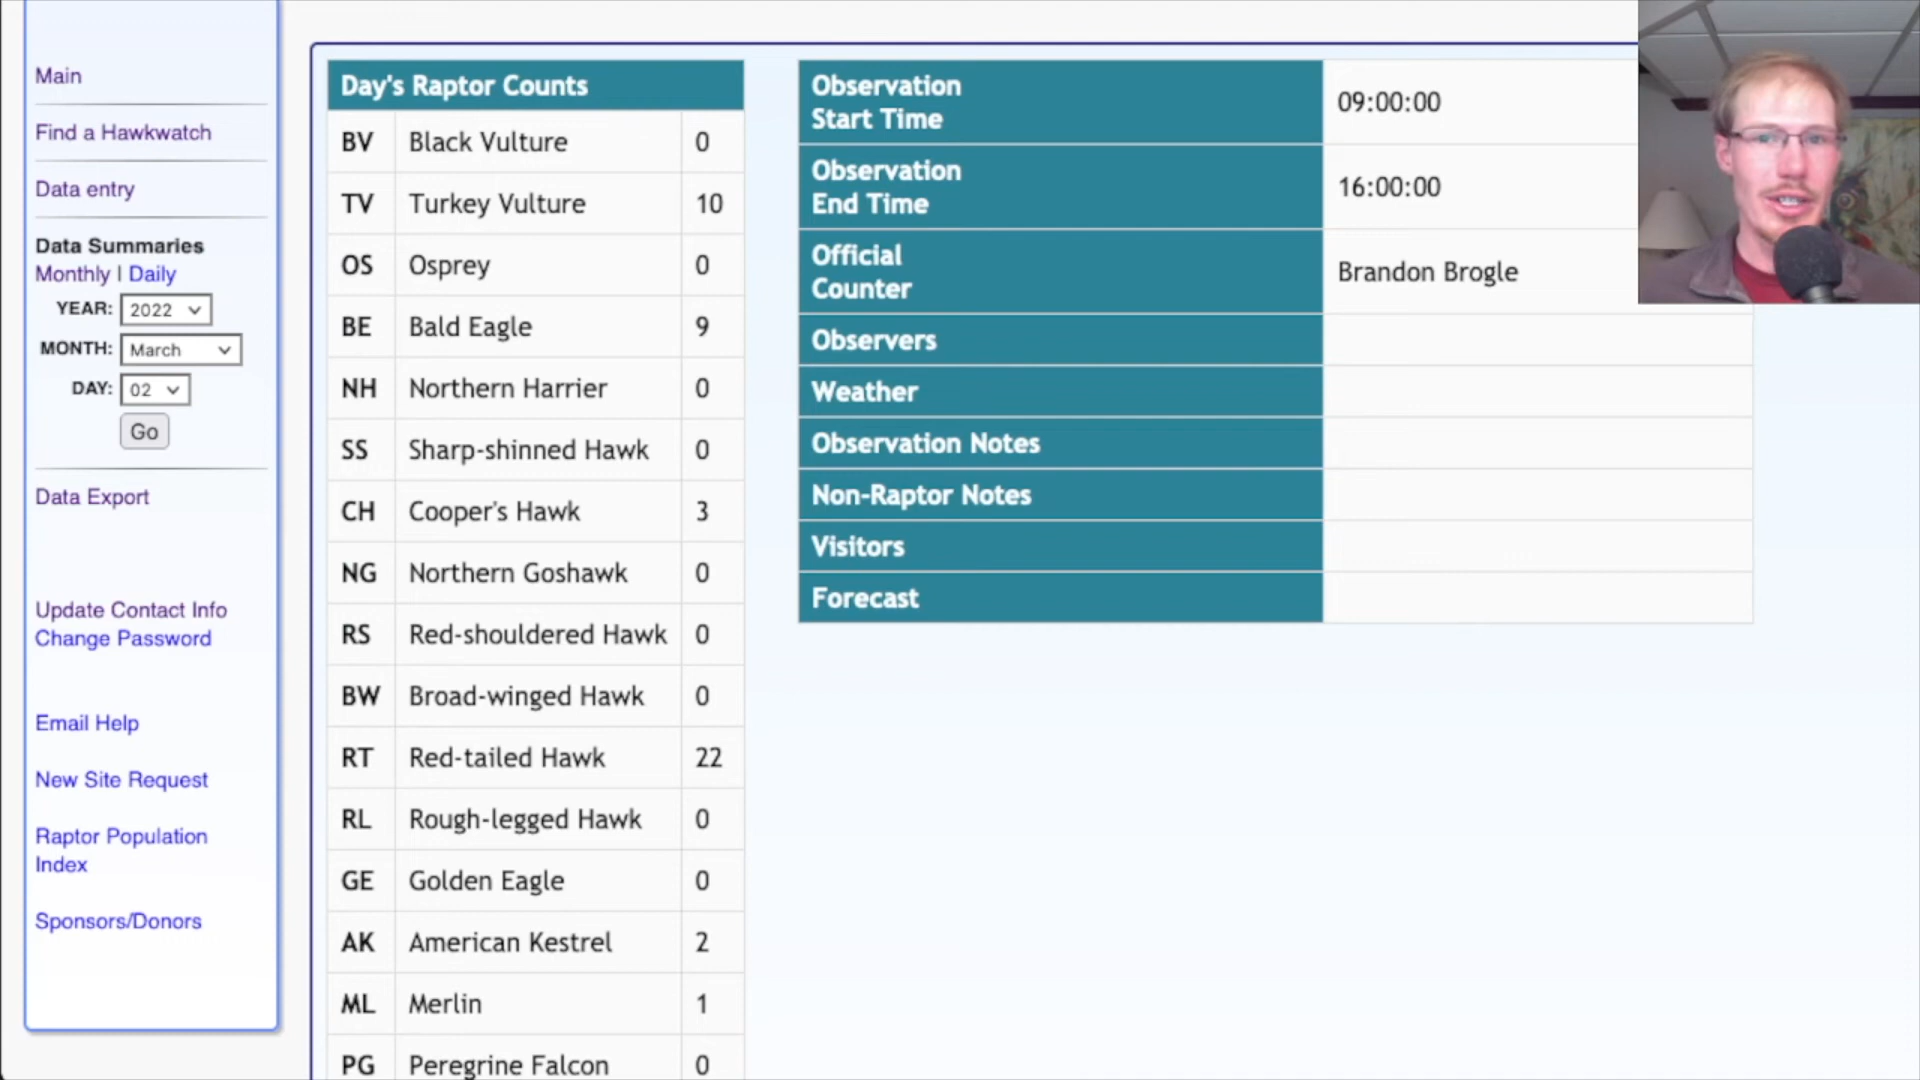 Main
Find a Hawkwatch
Data entry
Data Summaries
Monthly | Daily
YEAR: 2022
MONTH: March
DAY: 02
Go
Data Export
Update Contact Info
Change Password
Email Help
New Site Request
Raptor Population
Index
Sponsors/Donors
Day's Raptor Counts
BV Black Vulture 0
TV Turkey Vulture 10
OS Osprey 0
BE Bald Eagle 9
NH Northern Harrier 0
SS Sharp-shinned Hawk 0
CH Cooper's Hawk 3
NG Northern Goshawk 0
RS Red-shouldered Hawk 0
BW Broad-winged Hawk 0
RT Red-tailed Hawk 22
RL Rough-legged Hawk 0
GE Golden Eagle 0
AK American Kestrel 2
ML Merlin 1
PG Peregrine Falcon 0
Observation
Start Time 09:00:00
Observation
End Time 16:00:00
Official
Counter Brandon Brogle
Observers
Weather
Observation Notes
Non-Raptor Notes
Visitors
Forecast